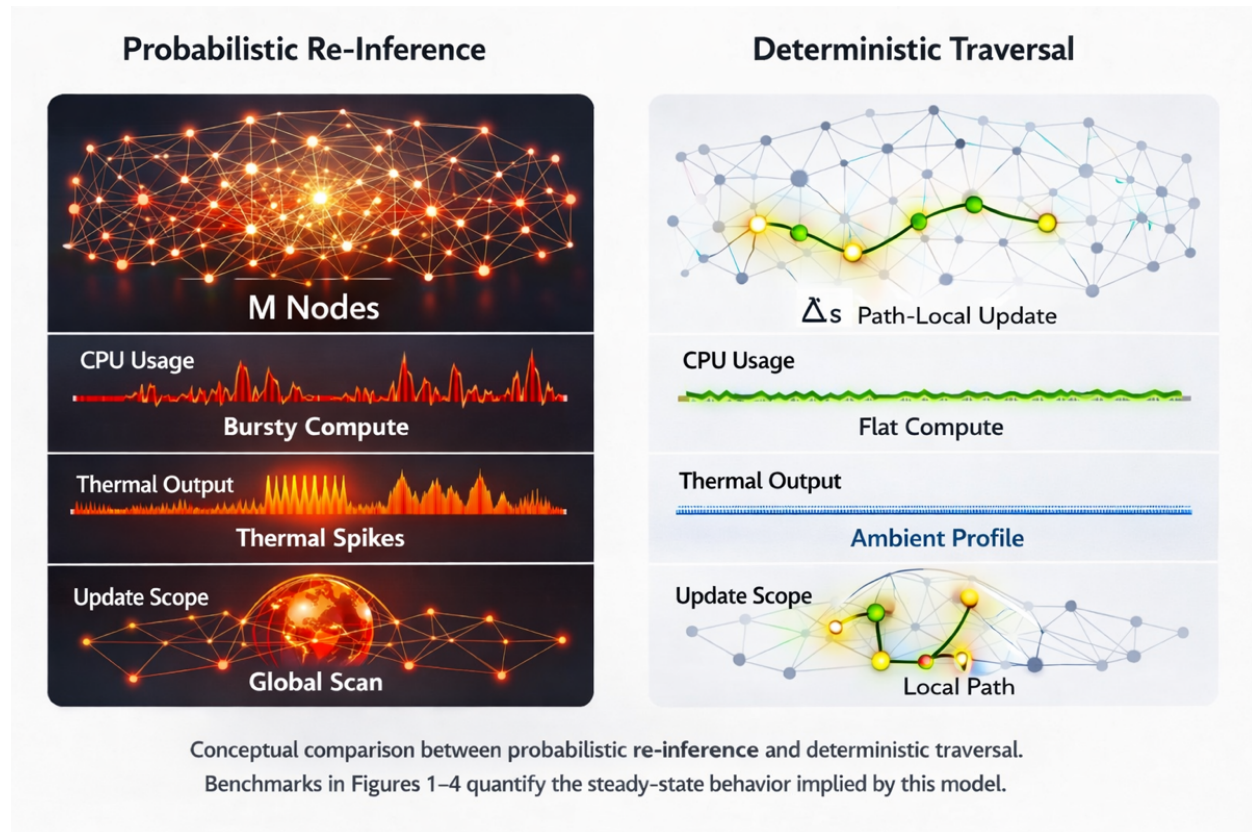 Probabilistic Re-Inference
Deterministic Traversal
M Nodes
Δs Path-Local Update
CPU Usage
Bursty Compute
CPU Usage
Flat Compute
Thermal Output
Thermal Spikes
Thermal Output
Ambient Profile
Update Scope
Global Scan
Update Scope
Local Path
Conceptual comparison between probabilistic re-inference and deterministic traversal.
Benchmarks in Figures 1–4 quantify the steady-state behavior implied by this model.